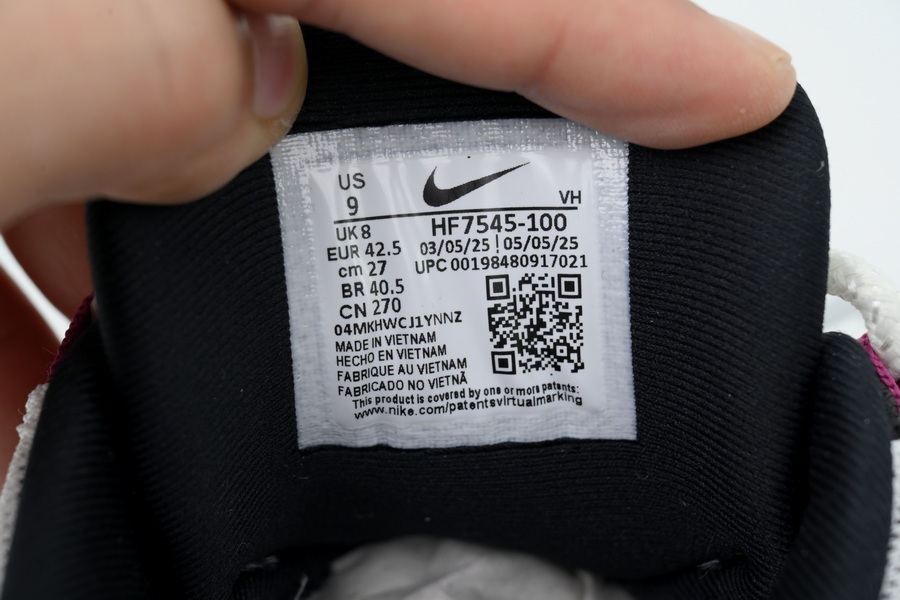 US
9
VH
UK 8
HF7545-100
EUR 42.5
03/05/25 | 05/05/25
cm 27
UPC 00198480917021
BR 40.5
CN 270
04MKHWCJ1YNNZ
MADE IN VIETNAM
HECHO EN VIETNAM
FABRIQUE AU VIETNAM
FABRICADO NO VIETNÃ
This product is covered by one or more patents:
www.nike.com/patentsvirtualmarking